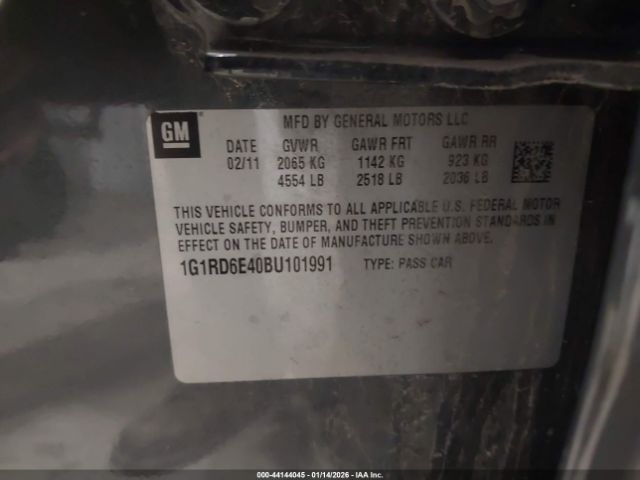 GM
MFD BY GENERAL MOTORS LLC
DATE GVWR GAWR FRT GAWR RR
02/11 2065 KG 1142 KG 923 KG
4554 LB 2518 LB 2036 LB
THIS VEHICLE CONFORMS TO ALL APPLICABLE U.S. FEDERAL MOTOR
VEHICLE SAFETY, BUMPER, AND THEFT PREVENTION STANDARDS IN
EFFECT ON THE DATE OF MANUFACTURE SHOWN ABOVE.
1G1RD6E40BU101991 TYPE: PASS CAR
000-44144045 - 01/14/2026 - IAA Inc.